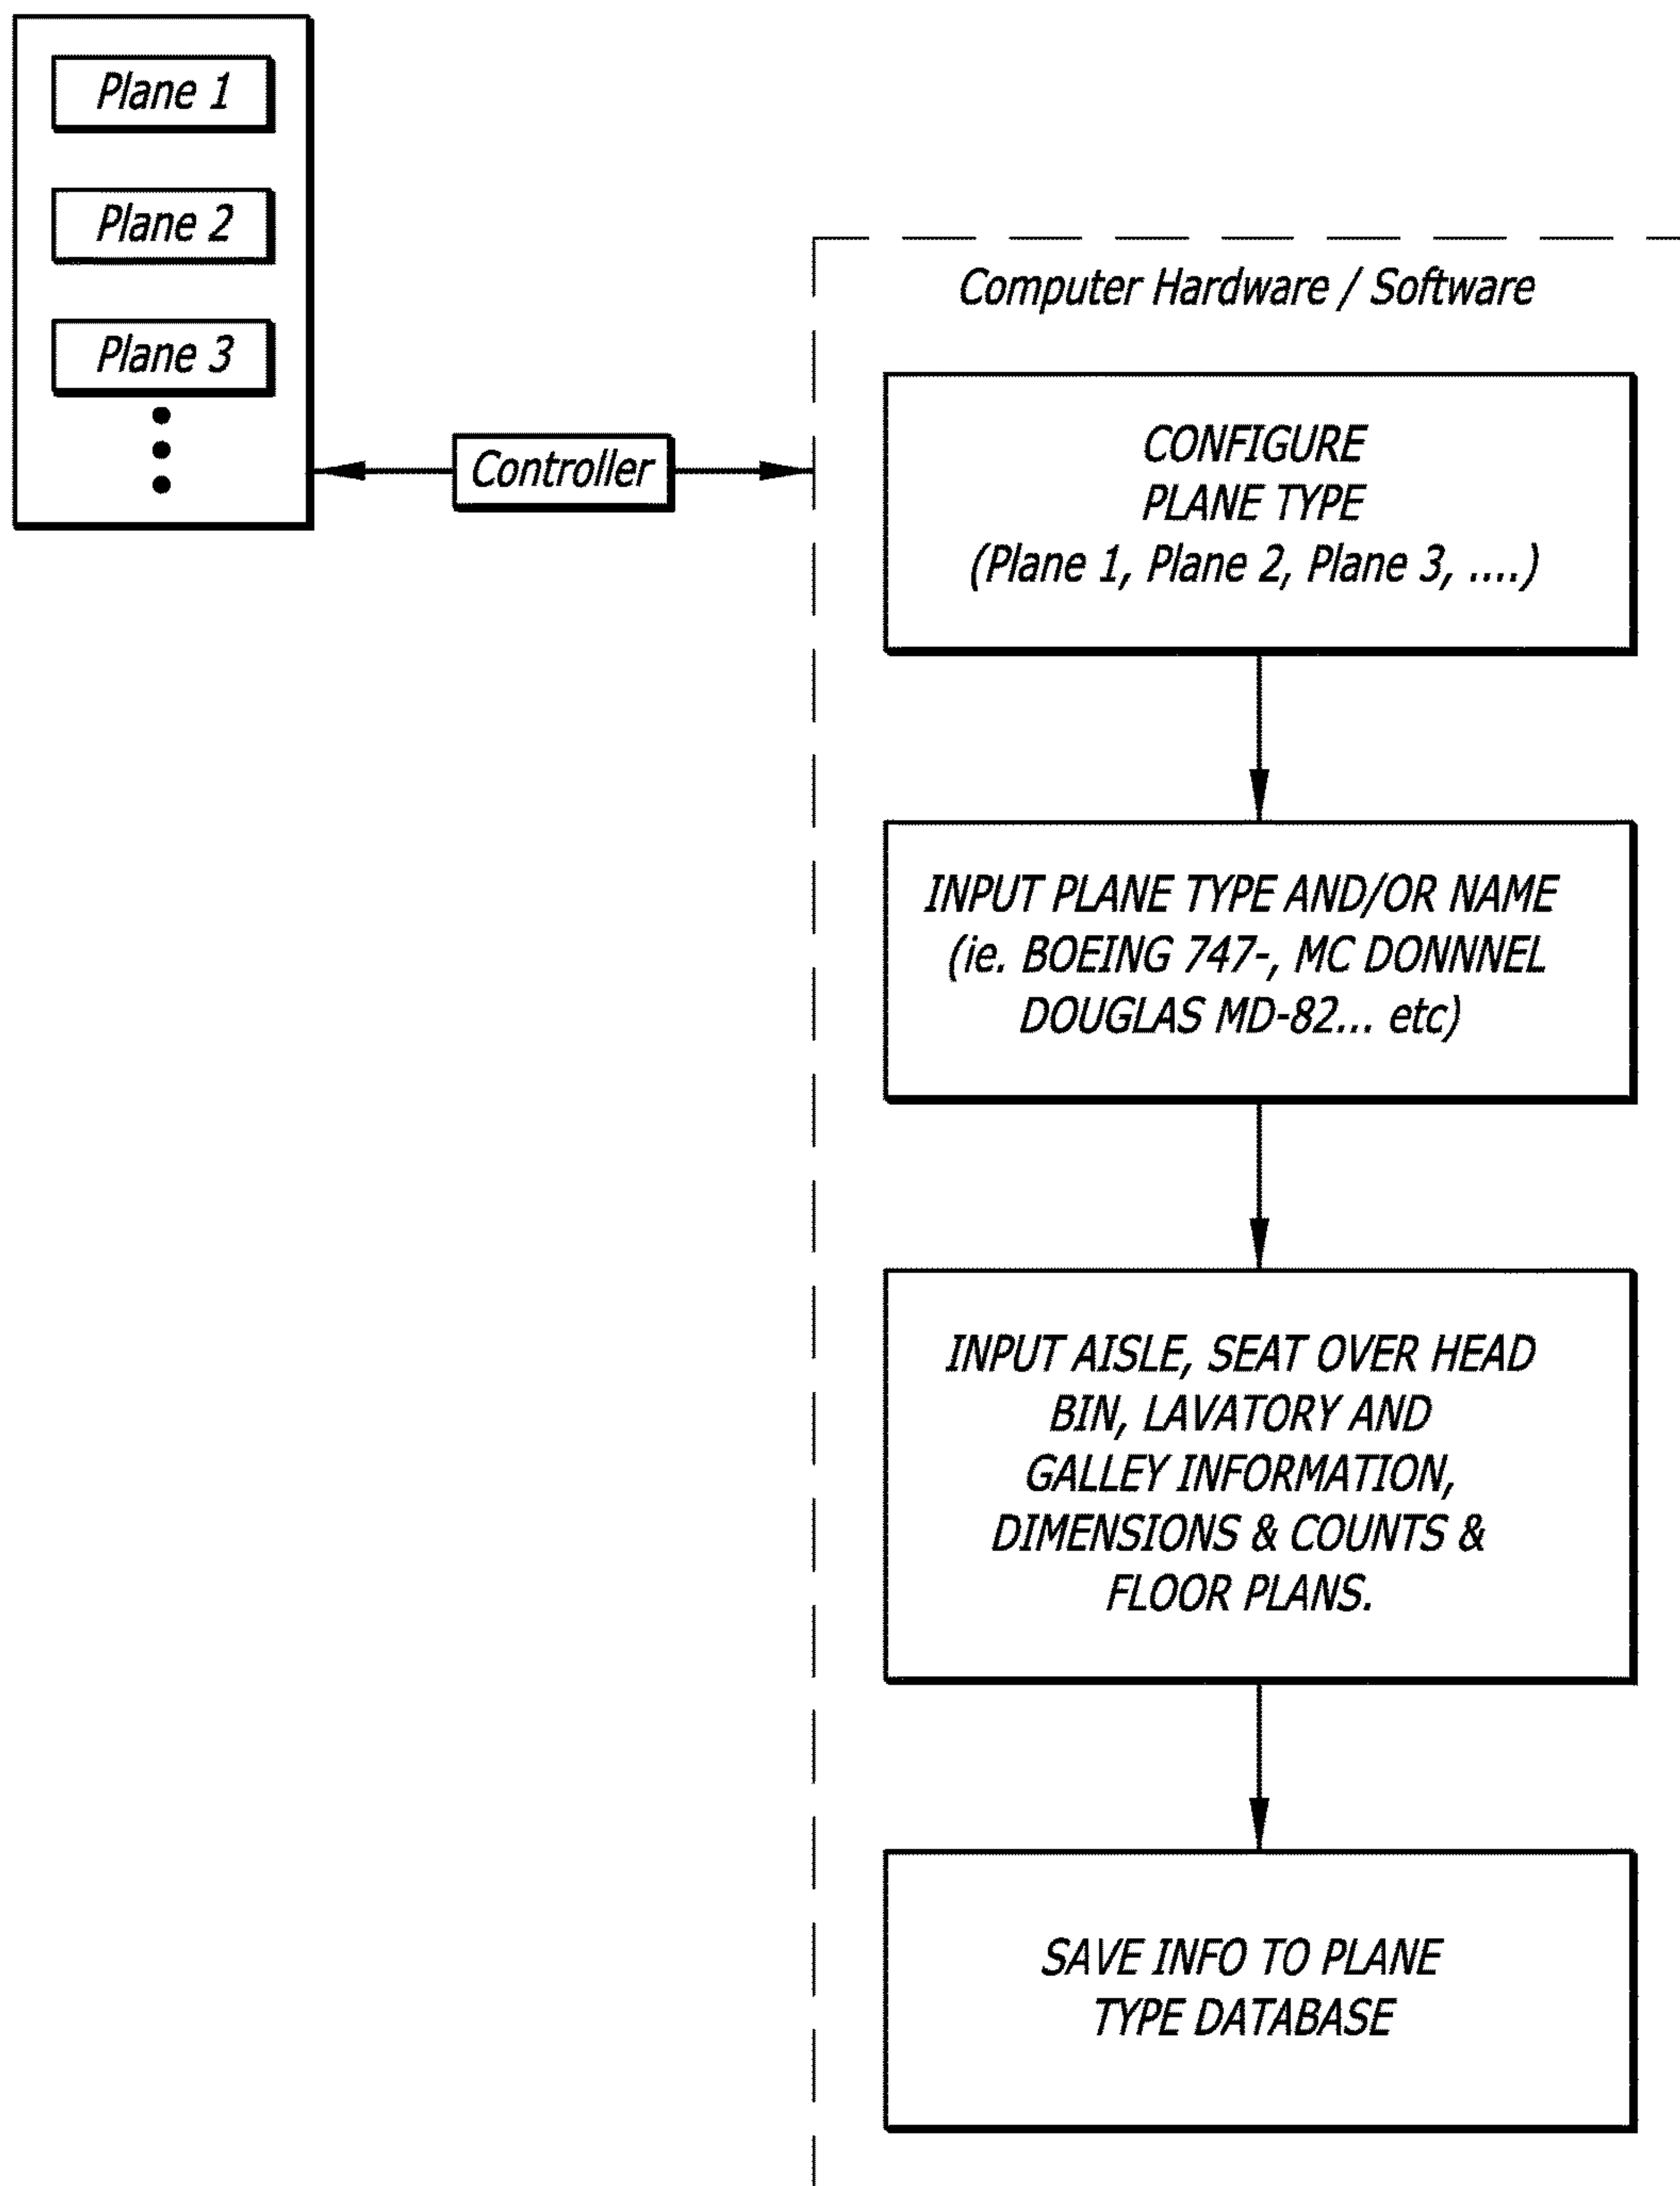 Plane 1
Plane 2
Plane 3
Controller
Computer Hardware / Software
CONFIGURE
PLANE TYPE
(Plane 1, Plane 2, Plane 3, ....)
INPUT PLANE TYPE AND/OR NAME
(ie. BOEING 747-, MC DONNNEL
DOUGLAS MD-82... etc)
INPUT AISLE, SEAT OVER HEAD
BIN, LAVATORY AND
GALLEY INFORMATION,
DIMENSIONS & COUNTS &
FLOOR PLANS.
SAVE INFO TO PLANE
TYPE DATABASE